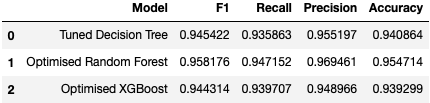 Model F1 Recall Precision Accuracy
0 Tuned Decision Tree 0.945422 0.935863 0.955197 0.940864
1 Optimised Random Forest 0.958176 0.947152 0.969461 0.954714
2 Optimised XGBoost 0.944314 0.939707 0.948966 0.939299